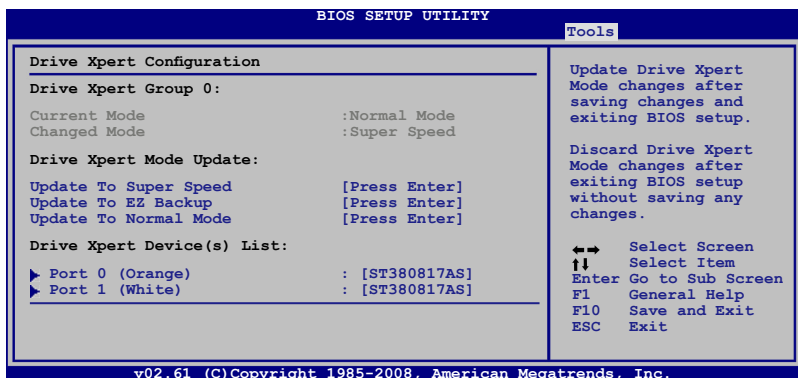 BIOS SETUP UTILITY
Tools
Drive Xpert Configuration
Drive Xpert Group 0:
Current Mode :Normal Mode
Changed Mode :Super Speed
Drive Xpert Mode Update:
Update To Super Speed [Press Enter]
Update To EZ Backup [Press Enter]
Update To Normal Mode [Press Enter]
Drive Xpert Device(s) List:
Port 0 (Orange) : [ST380817AS]
Port 1 (White) : [ST380817AS]
Update Drive Xpert
Mode changes after
saving changes and
exiting BIOS setup.
Discard Drive Xpert
Mode changes after
exiting BIOS setup
without saving any
changes.
←→ Select Screen
↑↓ Select Item
Enter Go to Sub Screen
F1 General Help
F10 Save and Exit
ESC Exit
v02.61 (C)Copyright 1985-2008, American Megatrends, Inc.